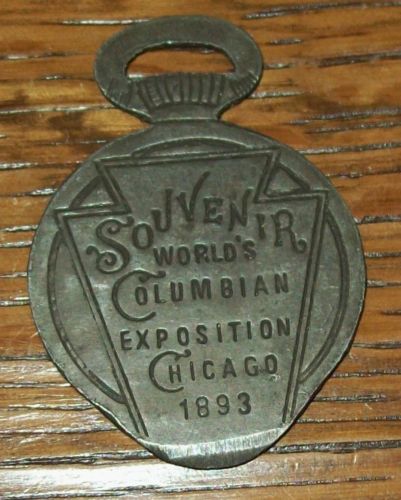 SOUVENIR
WORLD'S
COLUMBIAN
EXPOSITION
CHICAGO
1893